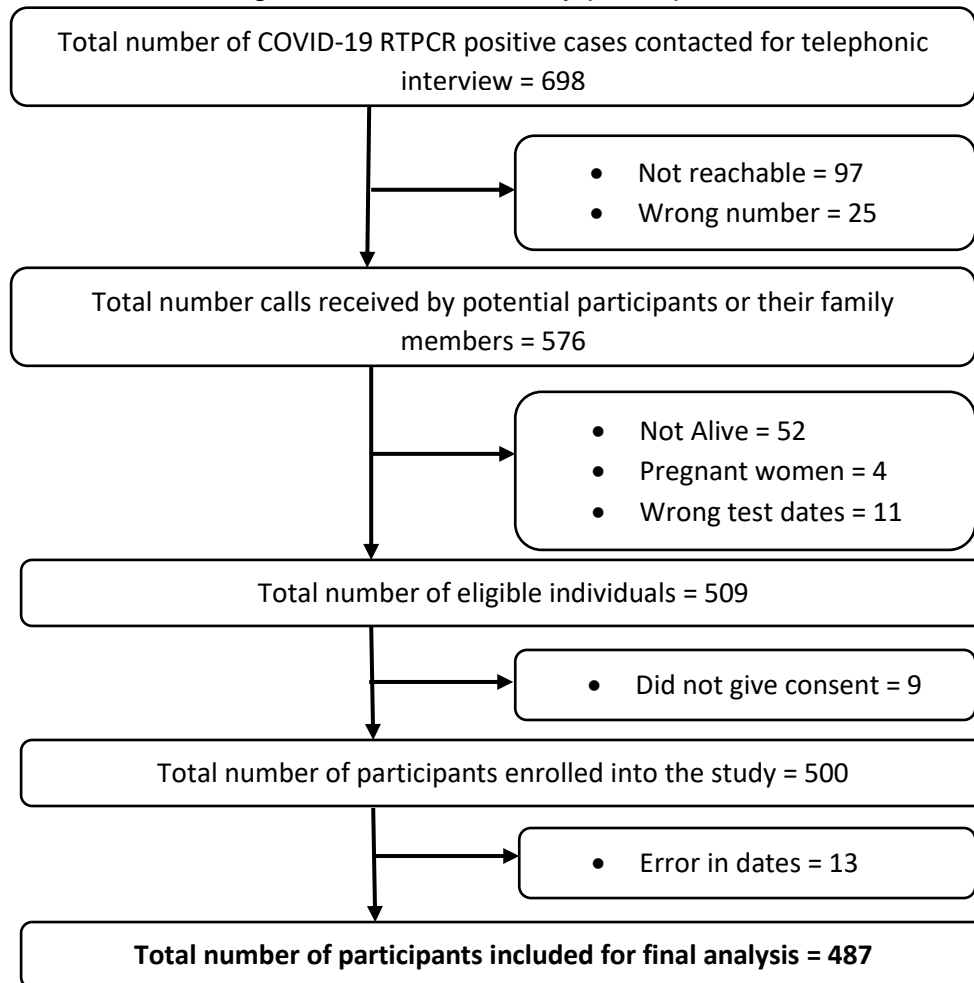 Total number of COVID-19 RTPCR positive cases contacted for telephonic
interview = 698
• Not reachable = 97
• Wrong number = 25
Total number calls received by potential participants or their family
members = 576
• Not Alive = 52
• Pregnant women = 4
• Wrong test dates = 11
Total number of eligible individuals = 509
• Did not give consent = 9
Total number of participants enrolled into the study = 500
• Error in dates = 13
Total number of participants included for final analysis = 487